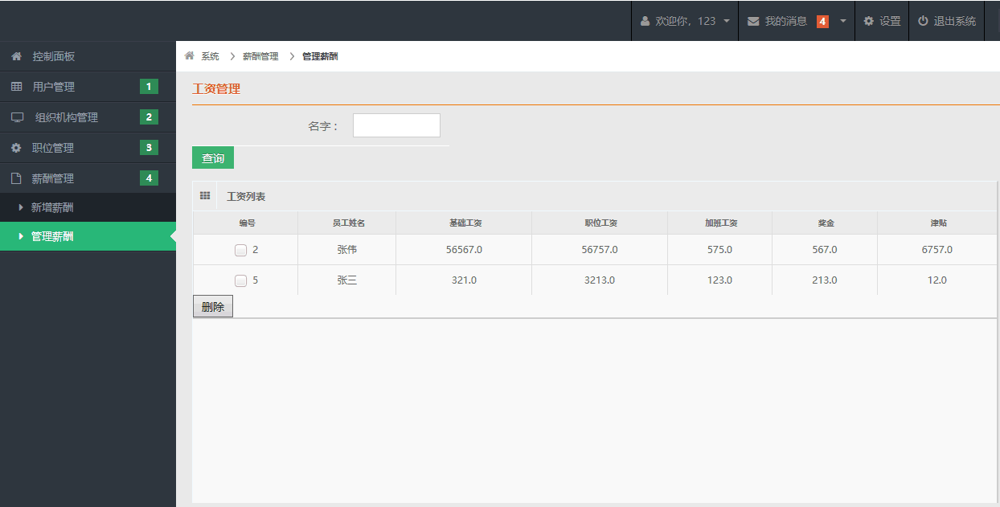 欢迎你，123 我的消息 4 设置 退出系统
控制面板
用户管理 1
组织机构管理 2
职位管理 3
薪酬管理 4
新增薪酬
管理薪酬
系统 > 薪酬管理 > 管理薪酬
工资管理
名字：
查询
工资列表
编号 员工姓名 基础工资 职位工资 加班工资 奖金 津贴
2 张伟 56567.0 56757.0 575.0 567.0 6757.0
5 张三 321.0 3213.0 123.0 213.0 12.0
删除